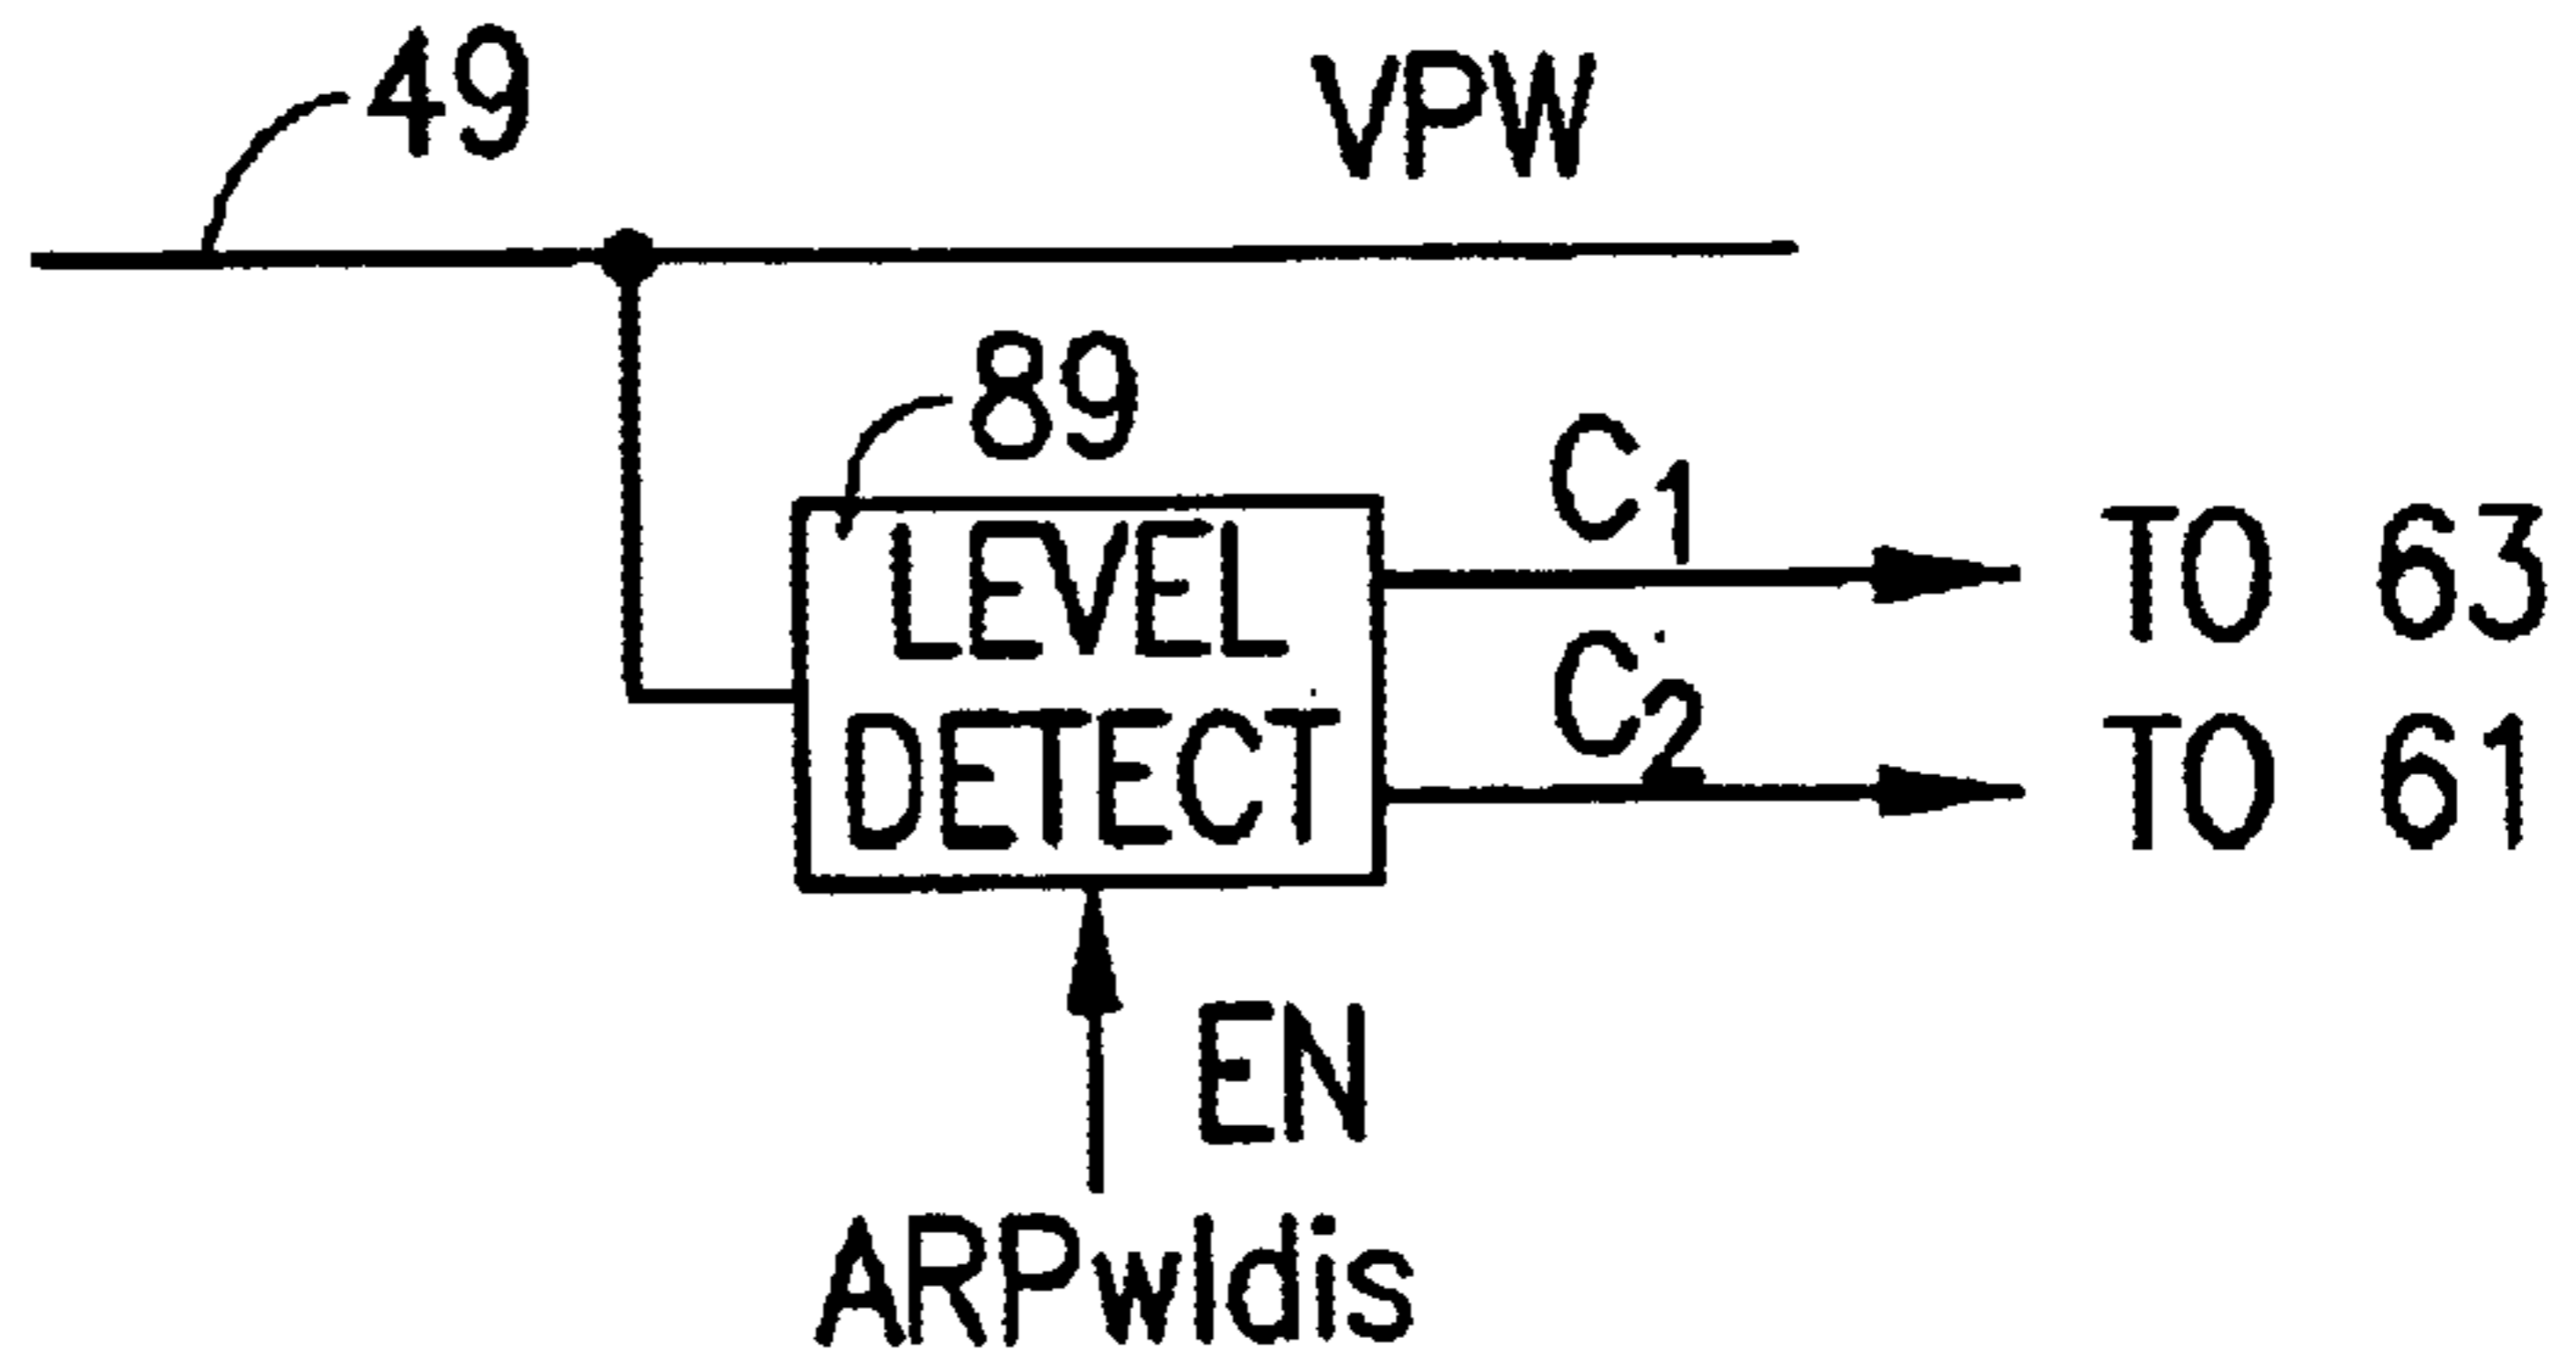 49
VPW
89
LEVEL
DETECT
C1
TO 63
C2
TO 61
EN
ARPwldis